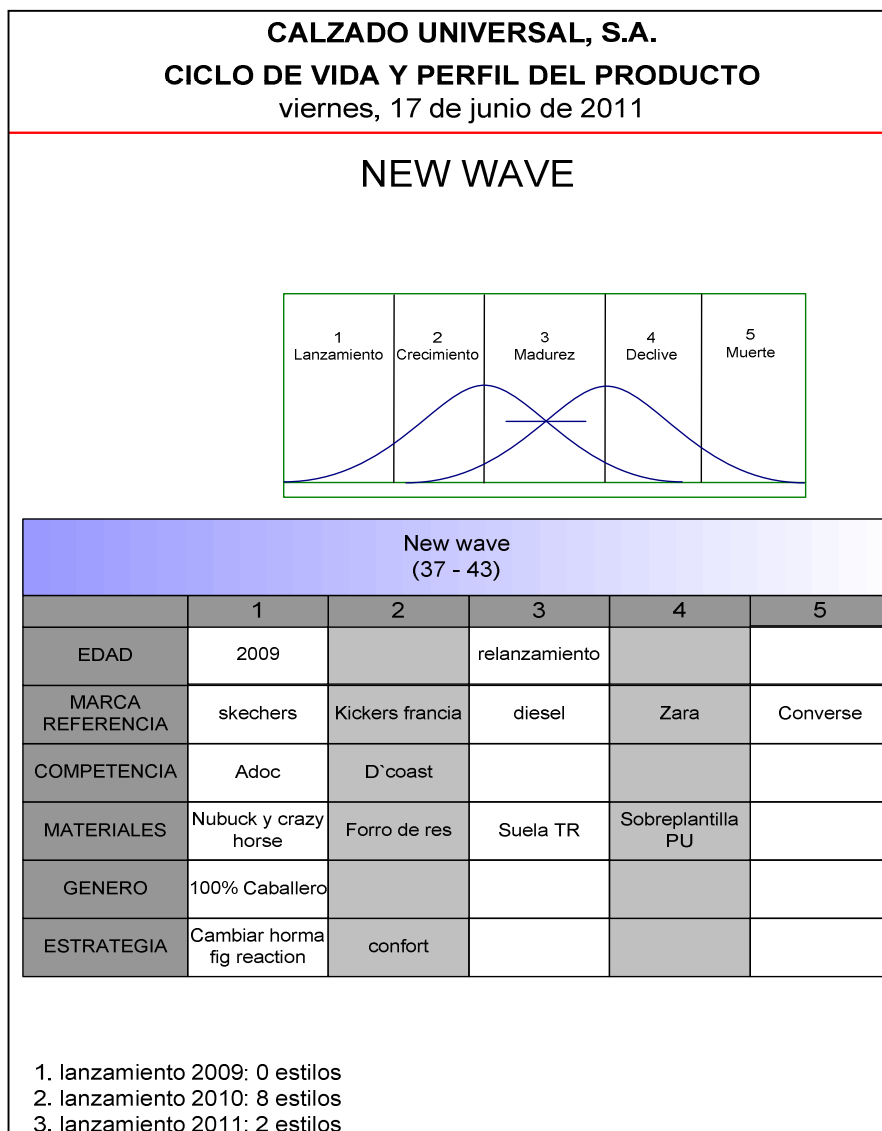 CALZADO UNIVERSAL, S.A.
CICLO DE VIDA Y PERFIL DEL PRODUCTO
viernes, 17 de junio de 2011
NEW WAVE
1 2 3 4 5
Lanzamiento Crecimiento Madurez Declive Muerte
New wave
(37 - 43)
1 2 3 4 5
EDAD 2009 relanzamiento
MARCA REFERENCIA skechers Kickers francia diesel Zara Converse
COMPETENCIA Adoc D`coast
MATERIALES Nubuck y crazy horse Forro de res Suela TR Sobreplantilla PU
GENERO 100% Caballero
ESTRATEGIA Cambiar horma fig reaction confort
1. lanzamiento 2009: 0 estilos
2. lanzamiento 2010: 8 estilos
3. lanzamiento 2011: 2 estilos